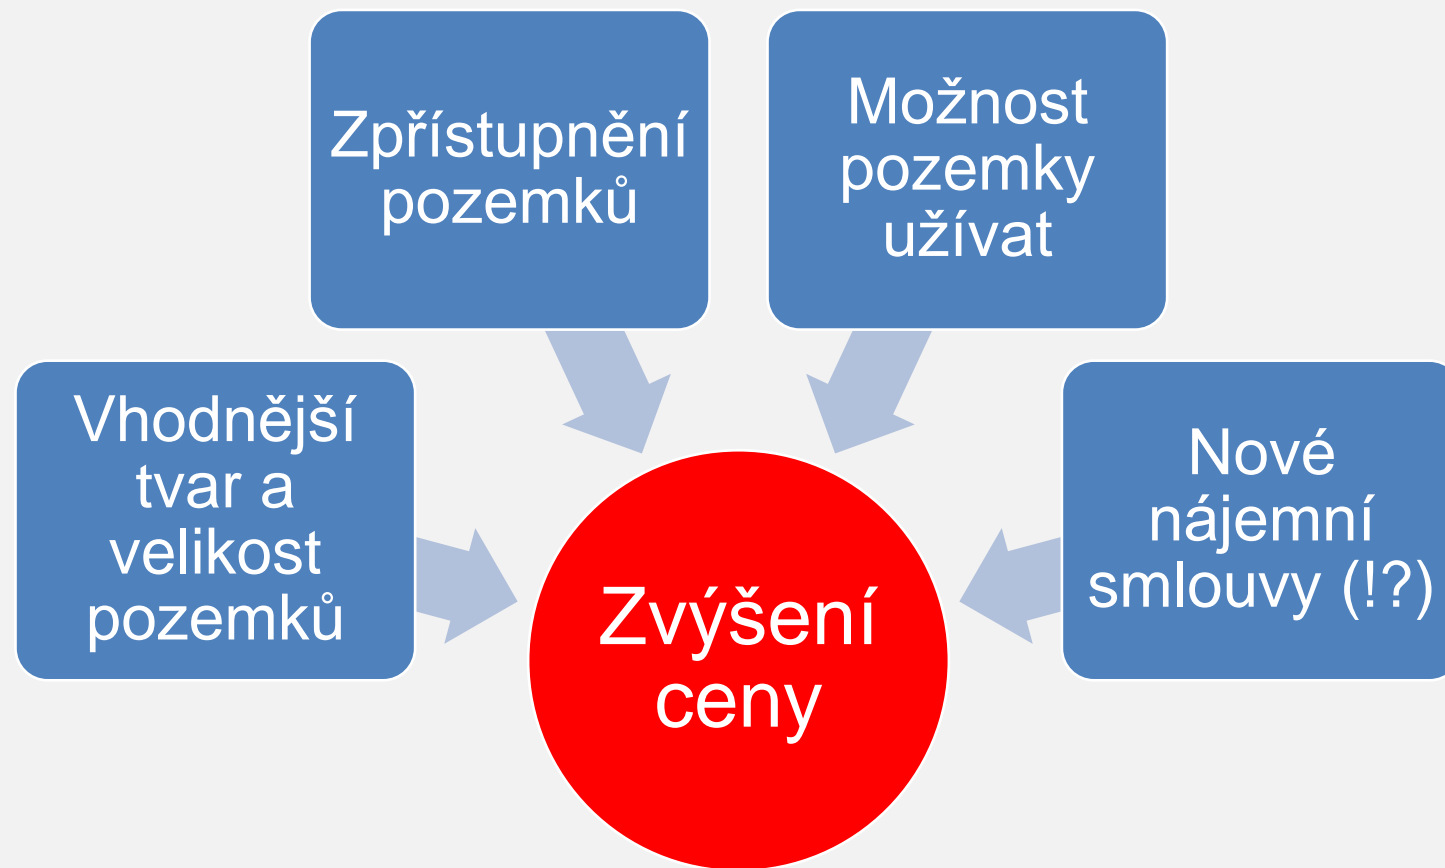 Zpřístupnění
pozemků
Možnost
pozemky
užívat
Vhodnější
tvar a
velikost
pozemků
Nové
nájemní
smlouvy (!?)
Zvýšení
ceny